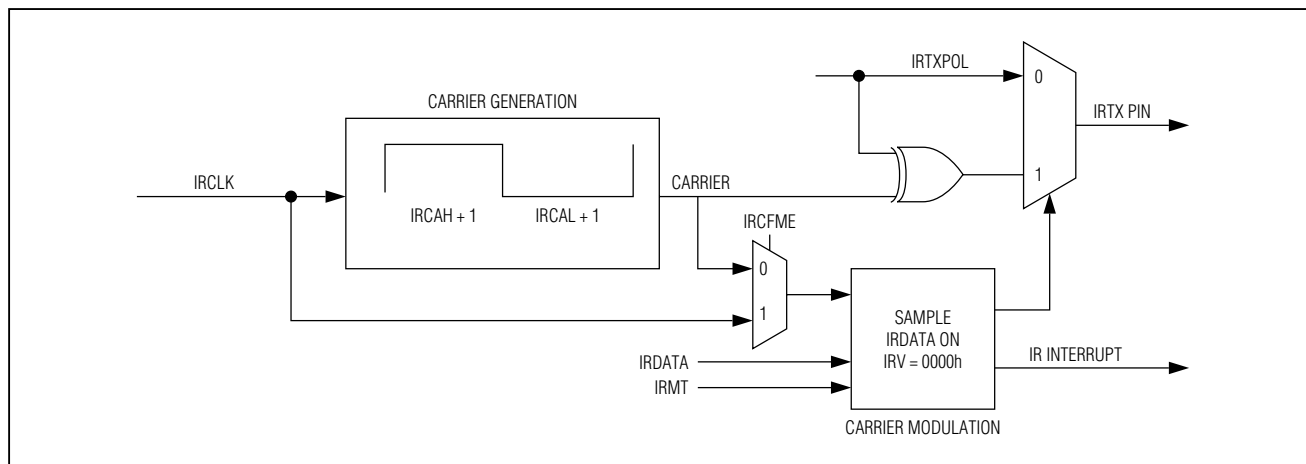 IRTXPOL
0
CARRIER GENERATION
IRTX PIN
1
IRCLK
CARRIER
IRCAH + 1
IRCAL + 1
IRCFME
0
1
SAMPLE
IRDATA ON
IRV = 0000h
IRDATA
IR INTERRUPT
IRMT
CARRIER MODULATION